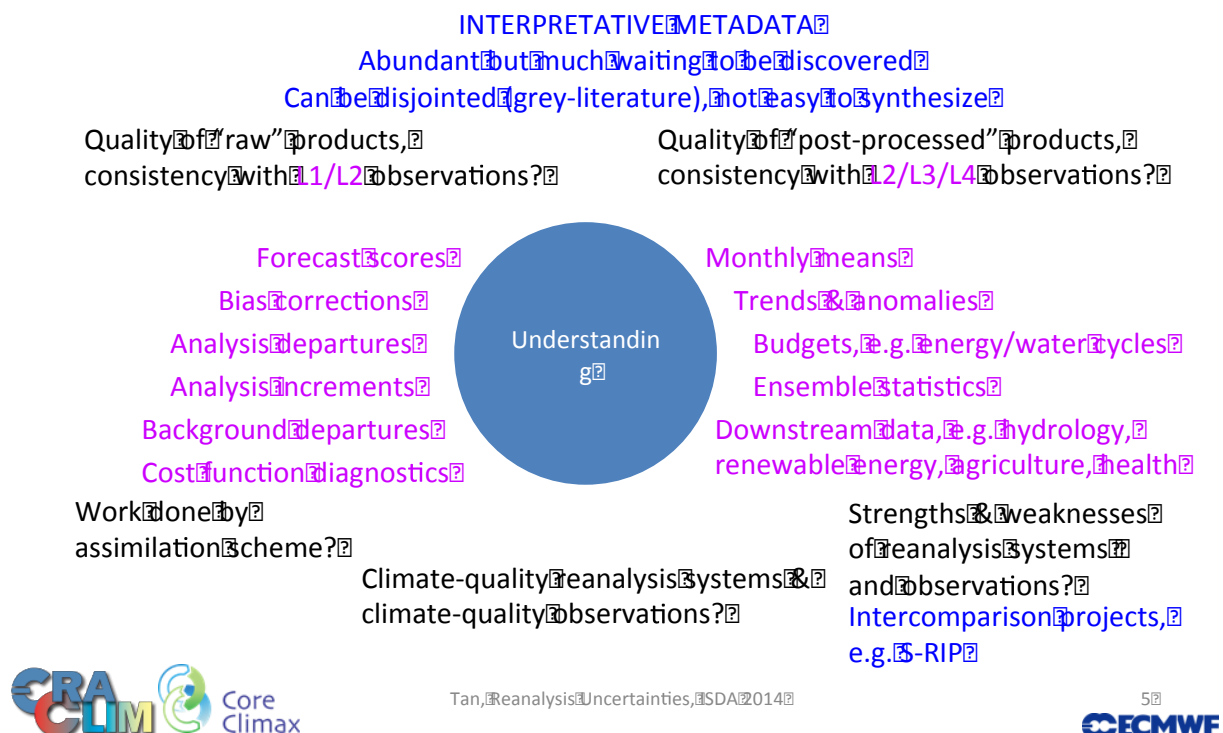 INTERPRETATIVE⍰METADATA⍰
Abundant⍰but⍰much⍰waiting⍰to⍰be⍰discovered⍰
Can⍰be⍰disjointed⍰(grey-literature),⍰not⍰easy⍰to⍰synthesize⍰
Quality⍰of⍰“raw”⍰products,⍰
consistency⍰with⍰L1/L2⍰observations?⍰
Quality⍰of⍰“post-processed”⍰products,⍰
consistency⍰with⍰L2/L3/L4⍰observations?⍰
Forecast⍰scores⍰
Bias⍰corrections⍰
Analysis⍰departures⍰
Analysis⍰increments⍰
Background⍰departures⍰
Cost⍰function⍰diagnostics⍰
Understandin
g⍰
Monthly⍰means⍰
Trends⍰&⍰anomalies⍰
Budgets,⍰e.g.⍰energy/water⍰cycles⍰
Ensemble⍰statistics⍰
Downstream⍰data,⍰e.g.⍰hydrology,⍰
renewable⍰energy,⍰agriculture,⍰health⍰
Work⍰done⍰by⍰
assimilation⍰scheme?⍰
Climate-quality⍰reanalysis⍰systems⍰&⍰
climate-quality⍰observations?⍰
Strengths⍰&⍰weaknesses⍰
of⍰reanalysis⍰systems⍰⍰
and⍰observations?⍰
Intercomparison⍰projects,⍰
e.g.⍰S-RIP⍰
ERA
CLIM
Core
Climax
Tan,⍰Reanalysis⍰Uncertainties,⍰ISDA⍰2014⍰
5⍰
ECMWF